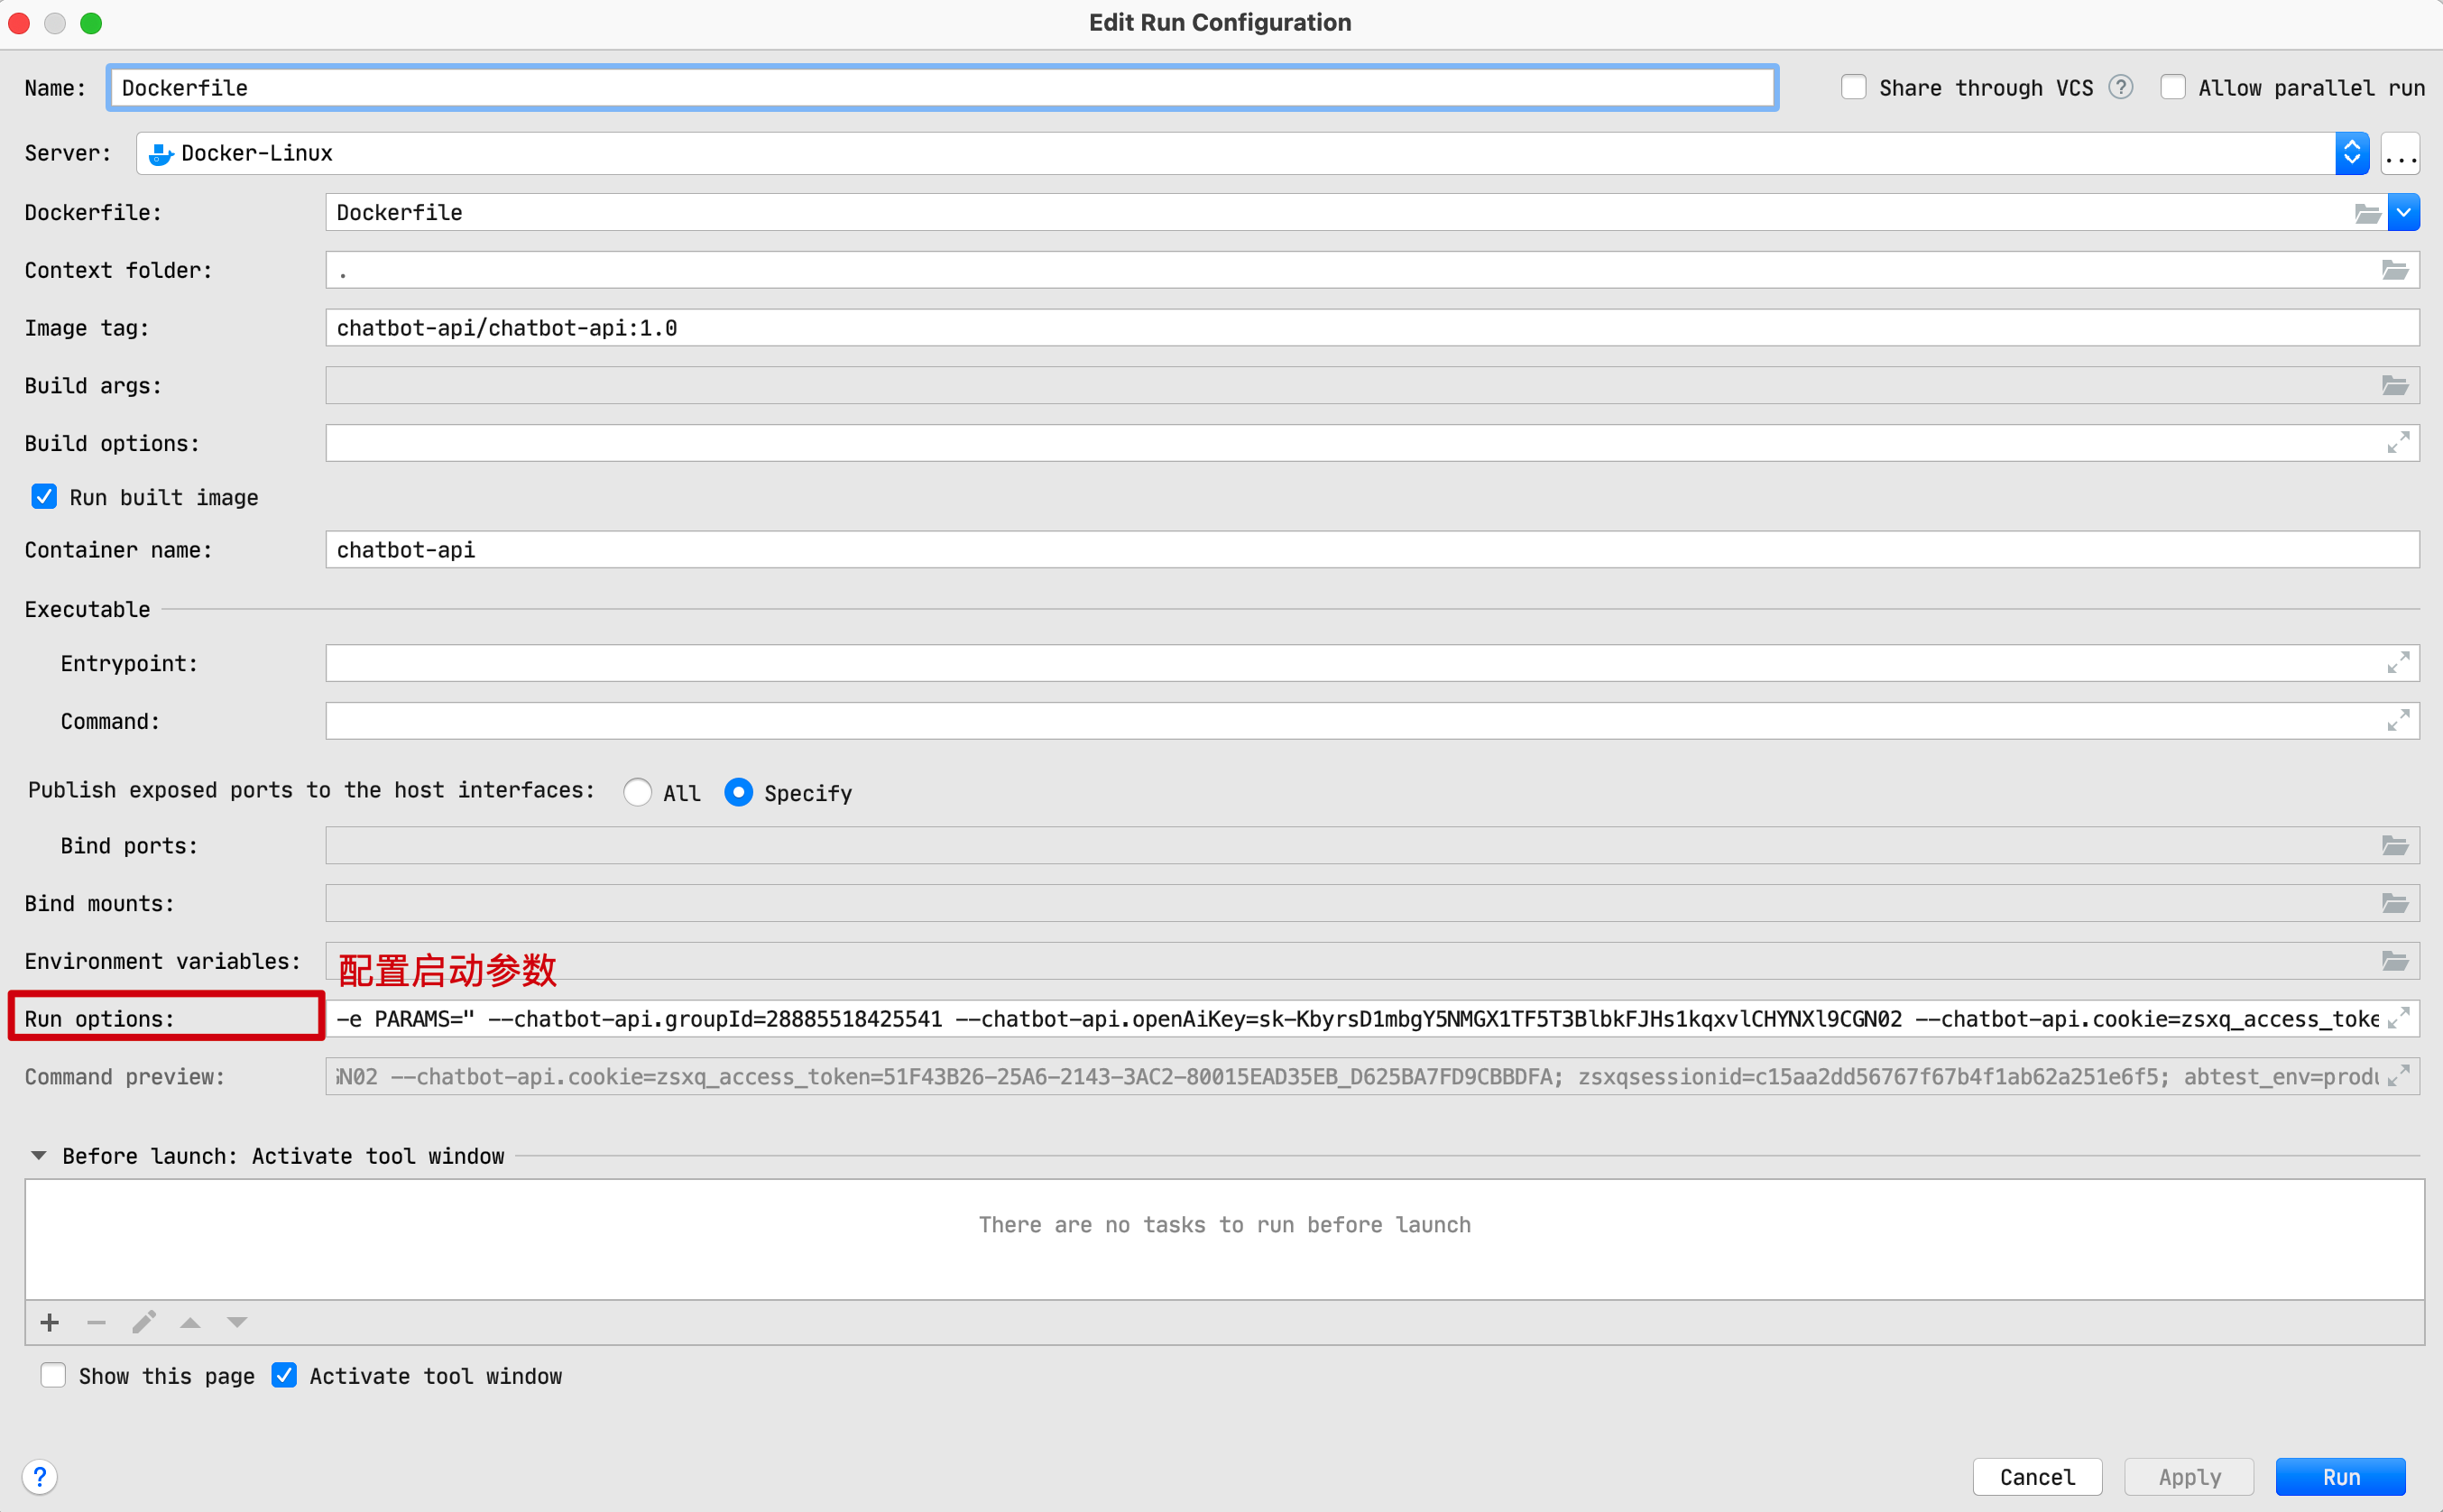 Edit Run Configuration
Name: Dockerfile Share through VCS ? Allow parallel run
Server: Docker-Linux ...
Dockerfile: Dockerfile
Context folder: .
Image tag: chatbot-api/chatbot-api:1.0
Build args:
Build options:
Run built image
Container name: chatbot-api
Executable
Entrypoint:
Command:
Publish exposed ports to the host interfaces: All Specify
Bind ports:
Bind mounts:
Environment variables: 配置启动参数
Run options: -e PARAMS=" --chatbot-api.groupId=28885518425541 --chatbot-api.openAiKey=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 --chatbot-api.cookie=zsxq_access_toke
Command preview: GN02 --chatbot-api.cookie=zsxq_access_token=51F43B26-25A6-2143-3AC2-80015EAD35EB_D625BA7FD9CBBDFA; zsxqsessionid=c15aa2dd56767f67b4f1ab62a251e6f5; abtest_env=produ
Before launch: Activate tool window
There are no tasks to run before launch
Show this page Activate tool window
? Cancel Apply Run